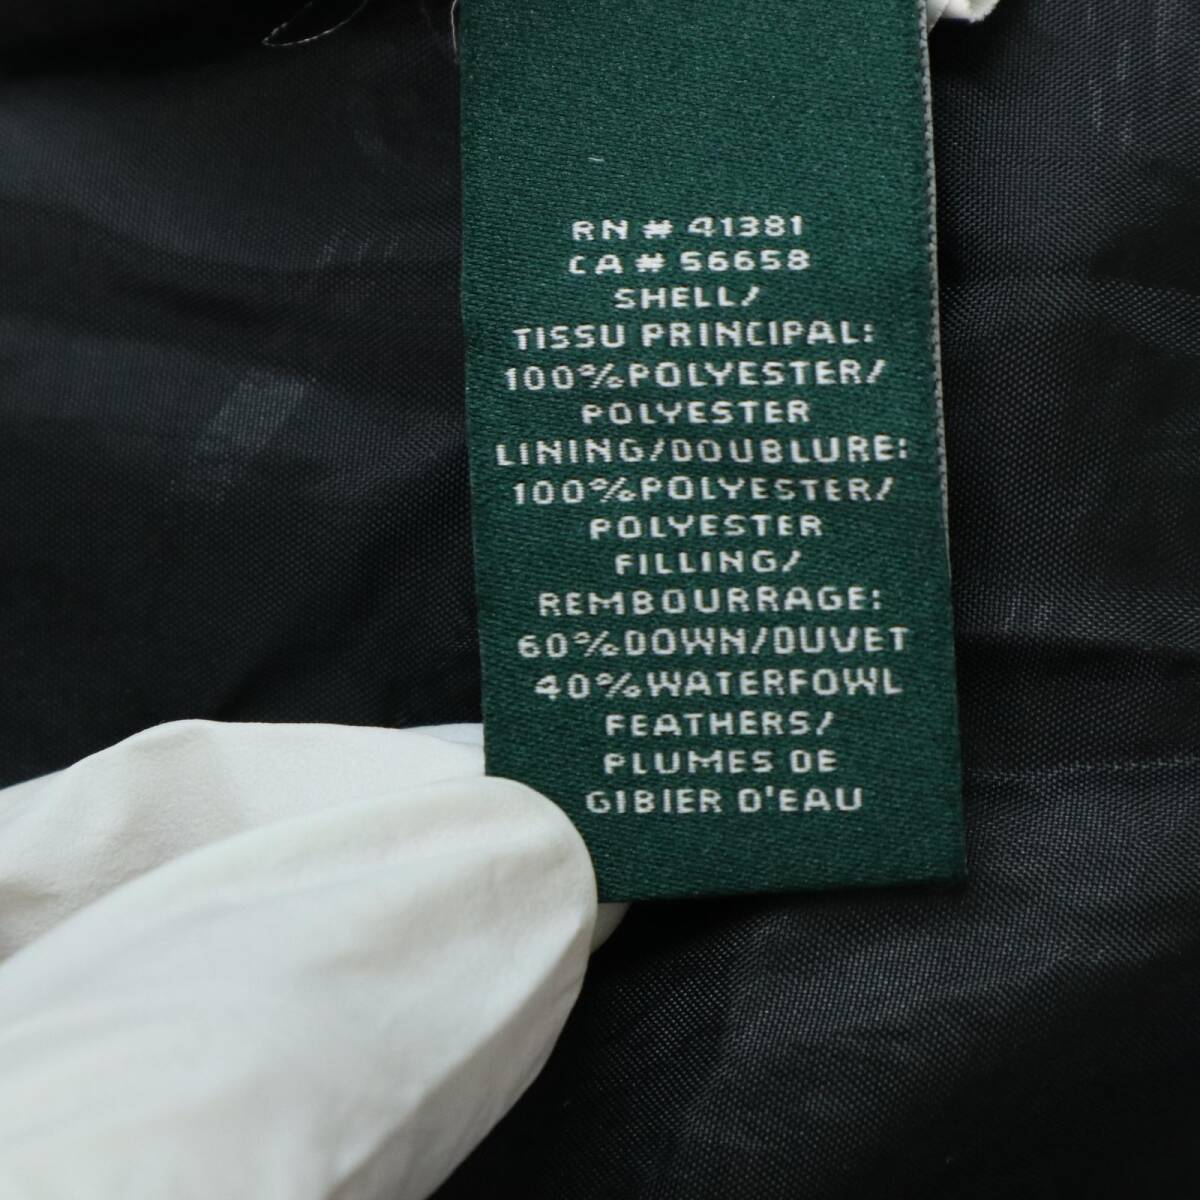 RN # 41381
CA # 56658
SHELL/
TISSU PRINCIPAL:
100%POLYESTER/
POLYESTER
LINING/DOUBLURE:
100%POLYESTER/
POLYESTER
FILLING/
REMBOURRAGE:
60%DOWN/DUVET
40%WATERFOWL
FEATHERS/
PLUMES DE
GIBIER D'EAU